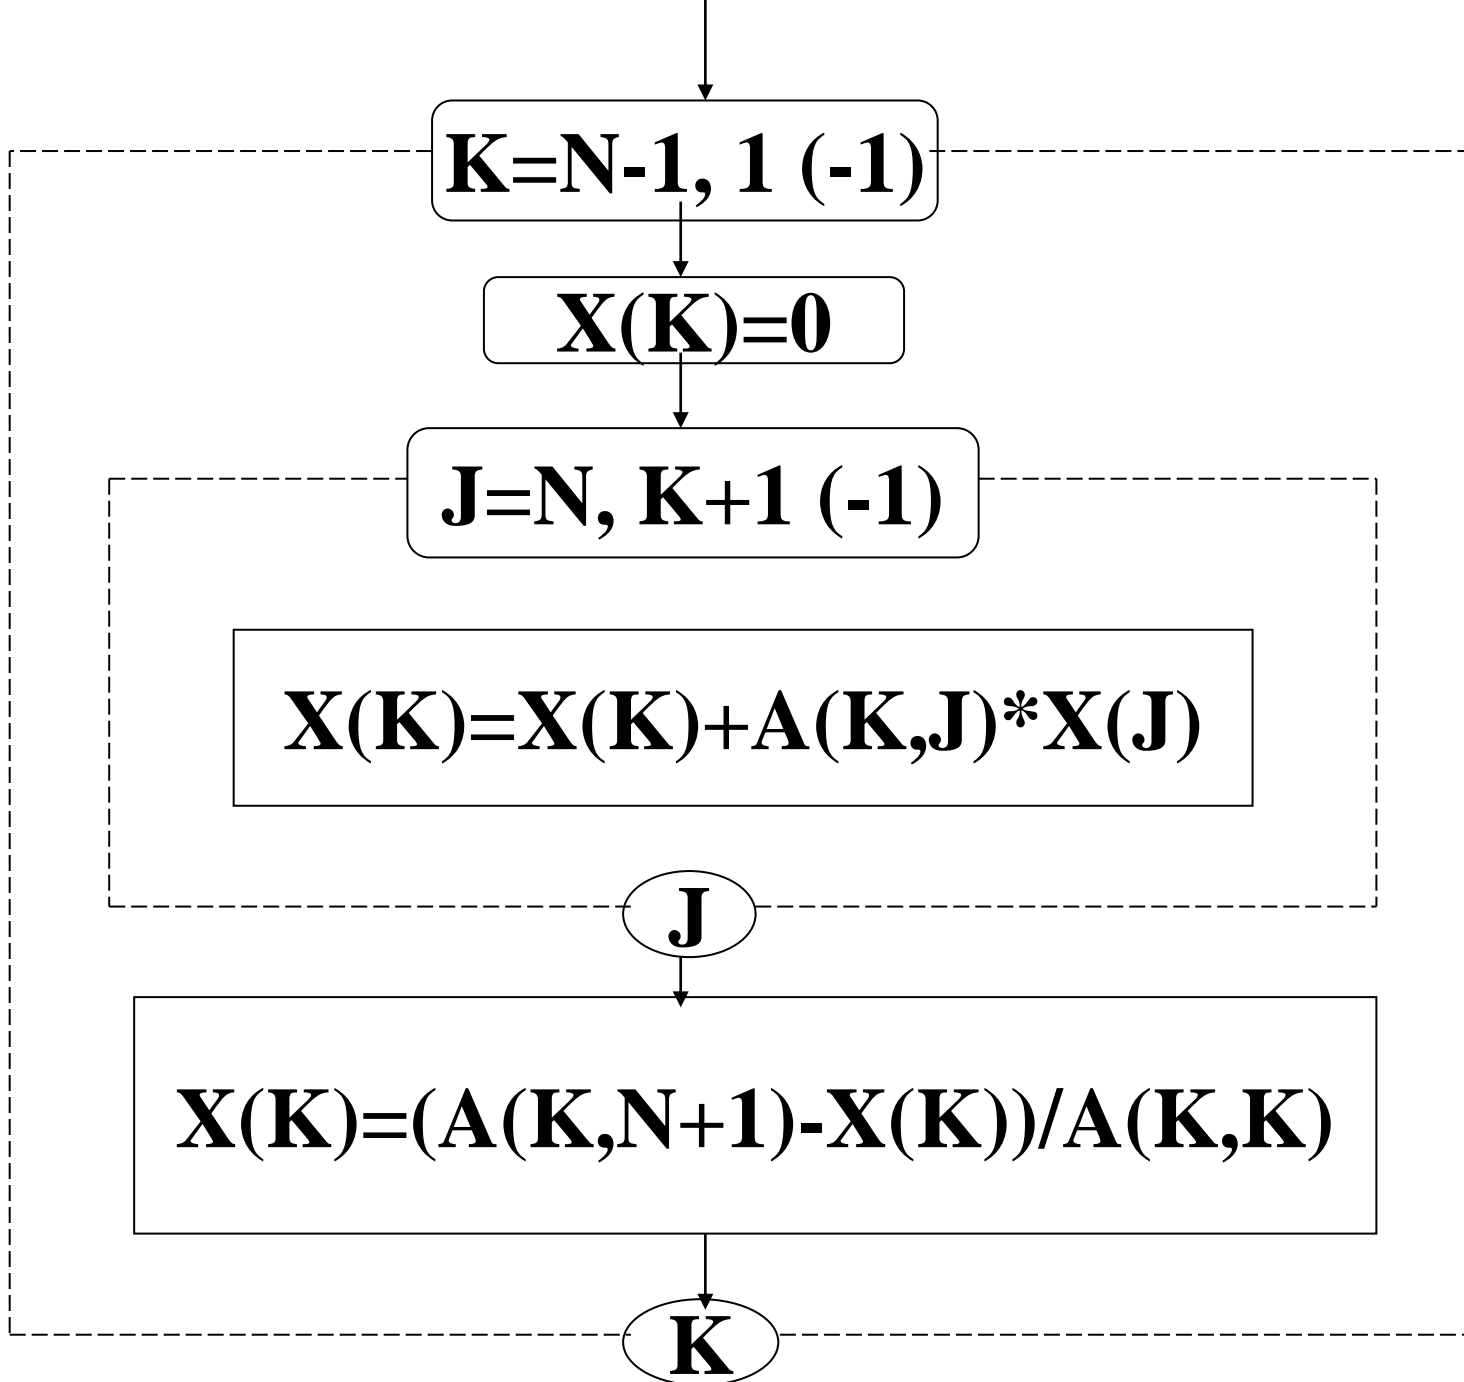 K=N-1, 1 (-1)
X(K)=0
J=N, K+1 (-1)
X(K)=X(K)+A(K,J)*X(J)
J
X(K)=(A(K,N+1)-X(K))/A(K,K)
K